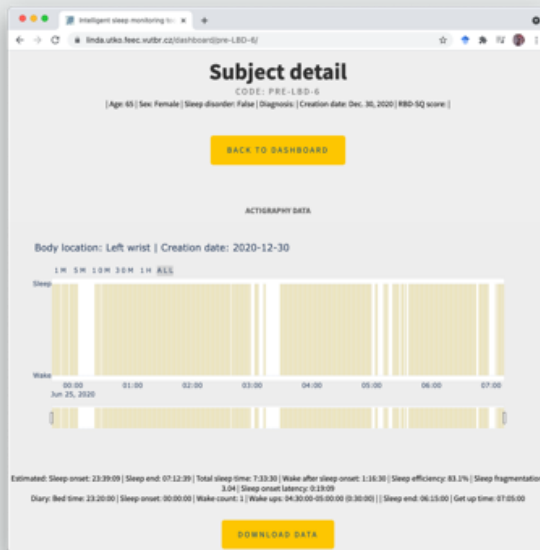 Intelligent sleep monitoring to
linda.utko.feec.vutbr.cz/dashboard/pre-LBD-6/
Subject detail
CODE: PRE-LBD-6
| Age: 65 | Sex: Female | Sleep disorder: False | Diagnosis: | Creation date: Dec. 30, 2020 | RBD-SQ score: |
BACK TO DASHBOARD
ACTIGRAPHY DATA
Body location: Left wrist | Creation date: 2020-12-30
1M 5M 10M 30M 1H ALL
Sleep
Wake
00:00 01:00 02:00 03:00 04:00 05:00 06:00 07:00
Jun 25, 2020
Estimated: Sleep onset: 23:39:09 | Sleep end: 07:12:39 | Total sleep time: 7:33:30 | Wake after sleep onset: 1:16:30 | Sleep efficiency: 83.1% | Sleep fragmentation
3.04 | Sleep onset latency: 0:19:09
Diary: Bed time: 23:20:00 | Sleep onset: 00:00:00 | Wake count: 1 | Wake ups: 04:30:00-05:00:00 (0:30:00) | | Sleep end: 06:15:00 | Get up time: 07:05:00
DOWNLOAD DATA